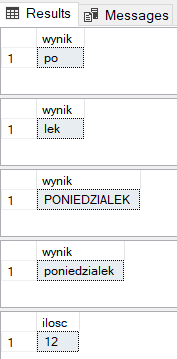 Results Messages
wynik
1 po
wynik
1 lek
wynik
1 PONIEDZIALEK
wynik
1 poniedzialek
ilosc
1 12